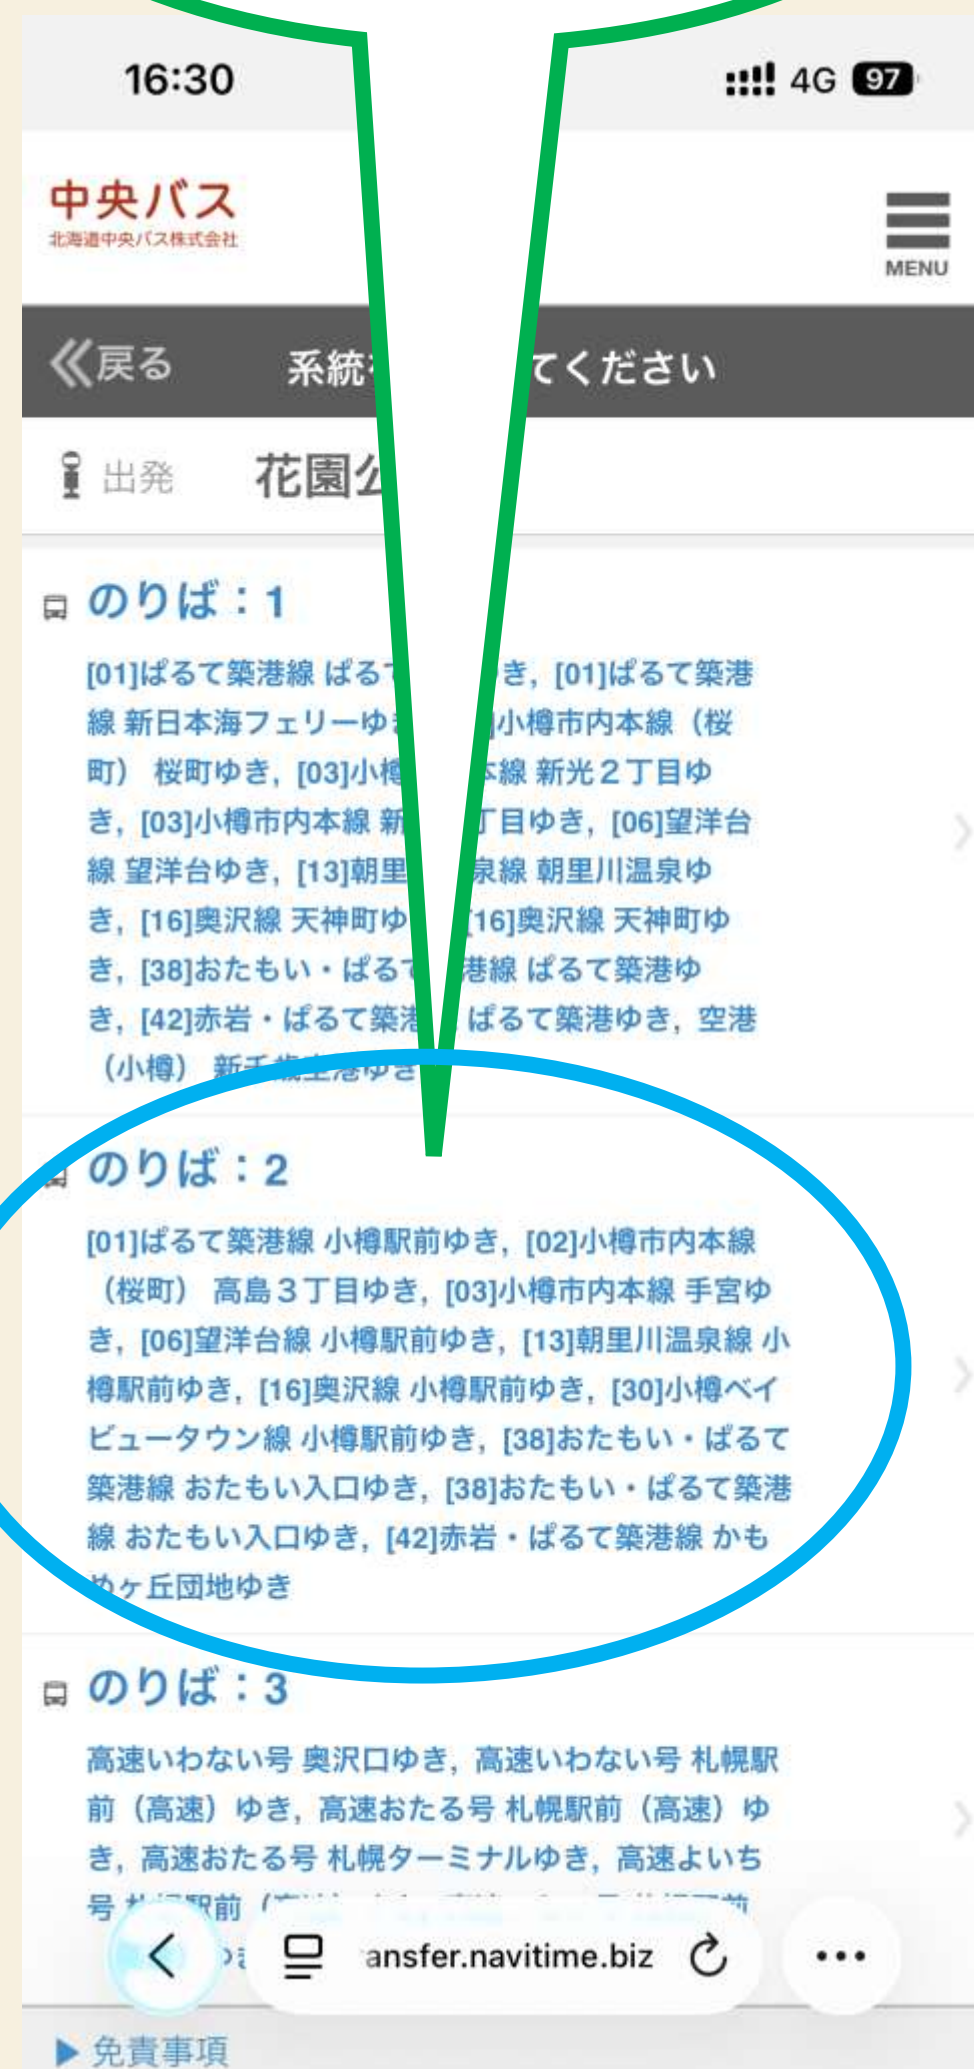 16:30
4G 97
中央バス
北海道中央バス株式会社
MENU
戻る 系統 てください
出発 花園
のりば：1
[01]ぱるて築港線 ぱるて ゆき, [01]ぱるて築港
線 新日本海フェリーゆ 小樽市内本線（桜
町） 桜町ゆき, [03]小樽 本線 新光２丁目ゆ
き, [03]小樽市内本線 新 丁目ゆき, [06]望洋台
線 望洋台ゆき, [13]朝里 泉線 朝里川温泉ゆ
き, [16]奥沢線 天神町ゆ [16]奥沢線 天神町ゆ
き, [38]おたもい・ぱるて 港線 ぱるて築港ゆ
き, [42]赤岩・ぱるて築港 ぱるて築港ゆき, 空港
（小樽） 新千歳空港ゆき
のりば：2
[01]ぱるて築港線 小樽駅前ゆき, [02]小樽市内本線
（桜町） 高島３丁目ゆき, [03]小樽市内本線 手宮ゆ
き, [06]望洋台線 小樽駅前ゆき, [13]朝里川温泉線 小
樽駅前ゆき, [16]奥沢線 小樽駅前ゆき, [30]小樽ベイ
ビュータウン線 小樽駅前ゆき, [38]おたもい・ぱるて
築港線 おたもい入口ゆき, [38]おたもい・ぱるて築港
線 おたもい入口ゆき, [42]赤岩・ぱるて築港線 かも
めヶ丘団地ゆき
のりば：3
高速いわない号 奥沢口ゆき, 高速いわない号 札幌駅
前（高速）ゆき, 高速おたる号 札幌駅前（高速）ゆ
き, 高速おたる号 札幌ターミナルゆき, 高速よいち
号 駅前
ansfer.navitime.biz
▶ 免責事項